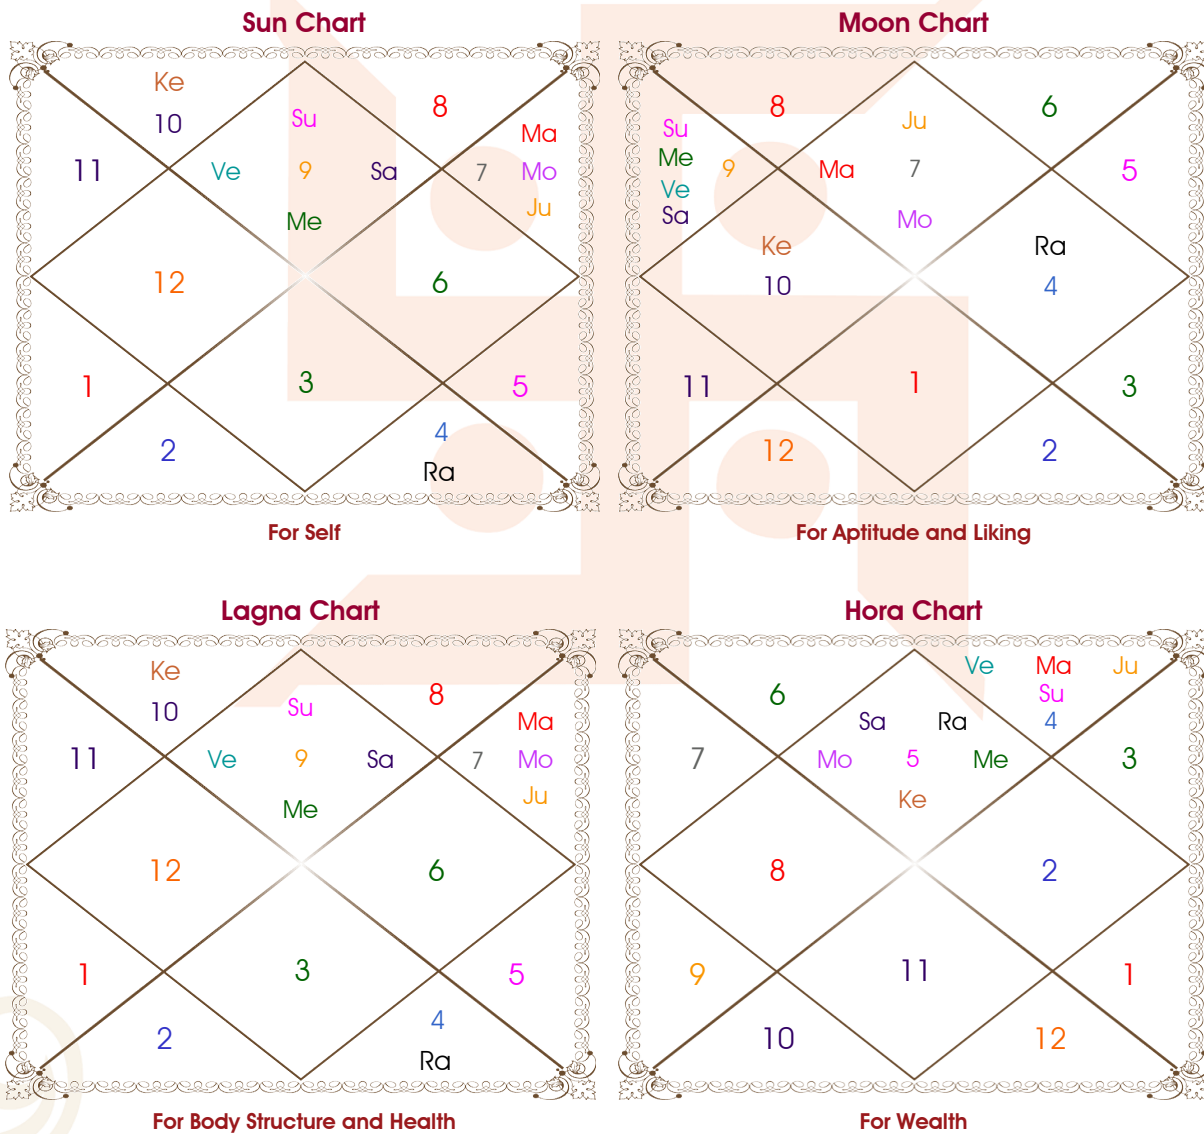 Sun Chart
Ke
10
8
Su
Ma
11
Ve
9
Sa
7
Mo
Ju
Me
12
6
1
3
5
2
4
Ra
For Self
Moon Chart
8
6
Ju
Su
Me
9
Ma
7
5
Ve
Sa
Mo
Ke
Ra
10
4
11
1
3
12
2
For Aptitude and Liking
Lagna Chart
Ke
10
8
Su
Ma
11
Ve
9
Sa
7
Mo
Ju
Me
12
6
1
3
5
2
4
Ra
For Body Structure and Health
Hora Chart
Ve Ma Ju
6
Su
Sa Ra 4
7
Mo 5 Me
3
Ke
8
2
9
11
1
10
12
For Wealth